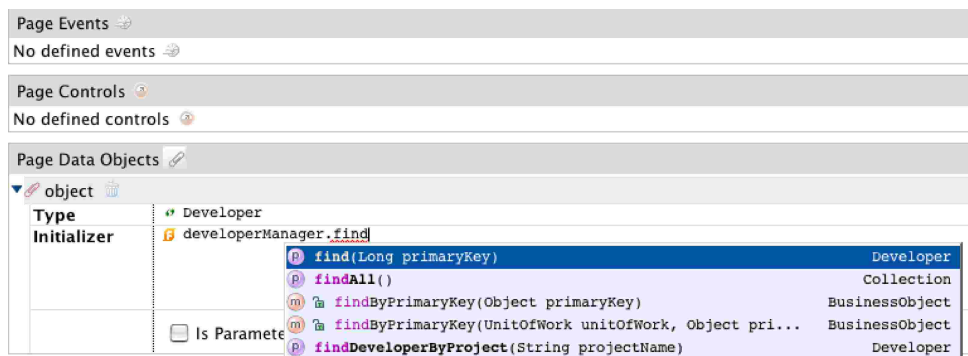 Page Events
No defined events
Page Controls
No defined controls
Page Data Objects
object
Type Developer
Initializer developerManager.find
find(Long primaryKey) Developer
findAll() Collection
findByPrimaryKey(Object primaryKey) BusinessObject
findByPrimaryKey(UnitOfWork unitOfWork, Object pri... BusinessObject
Is Paramete
findDeveloperByProject(String projectName) Developer